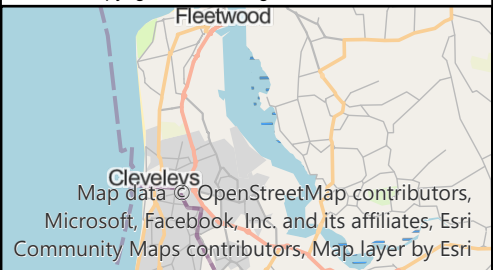 Fleetwood
Cleveleys
Map data © OpenStreetMap contributors,
Microsoft, Facebook, Inc. and its affiliates, Esri
Community Maps contributors, Map layer by Esri